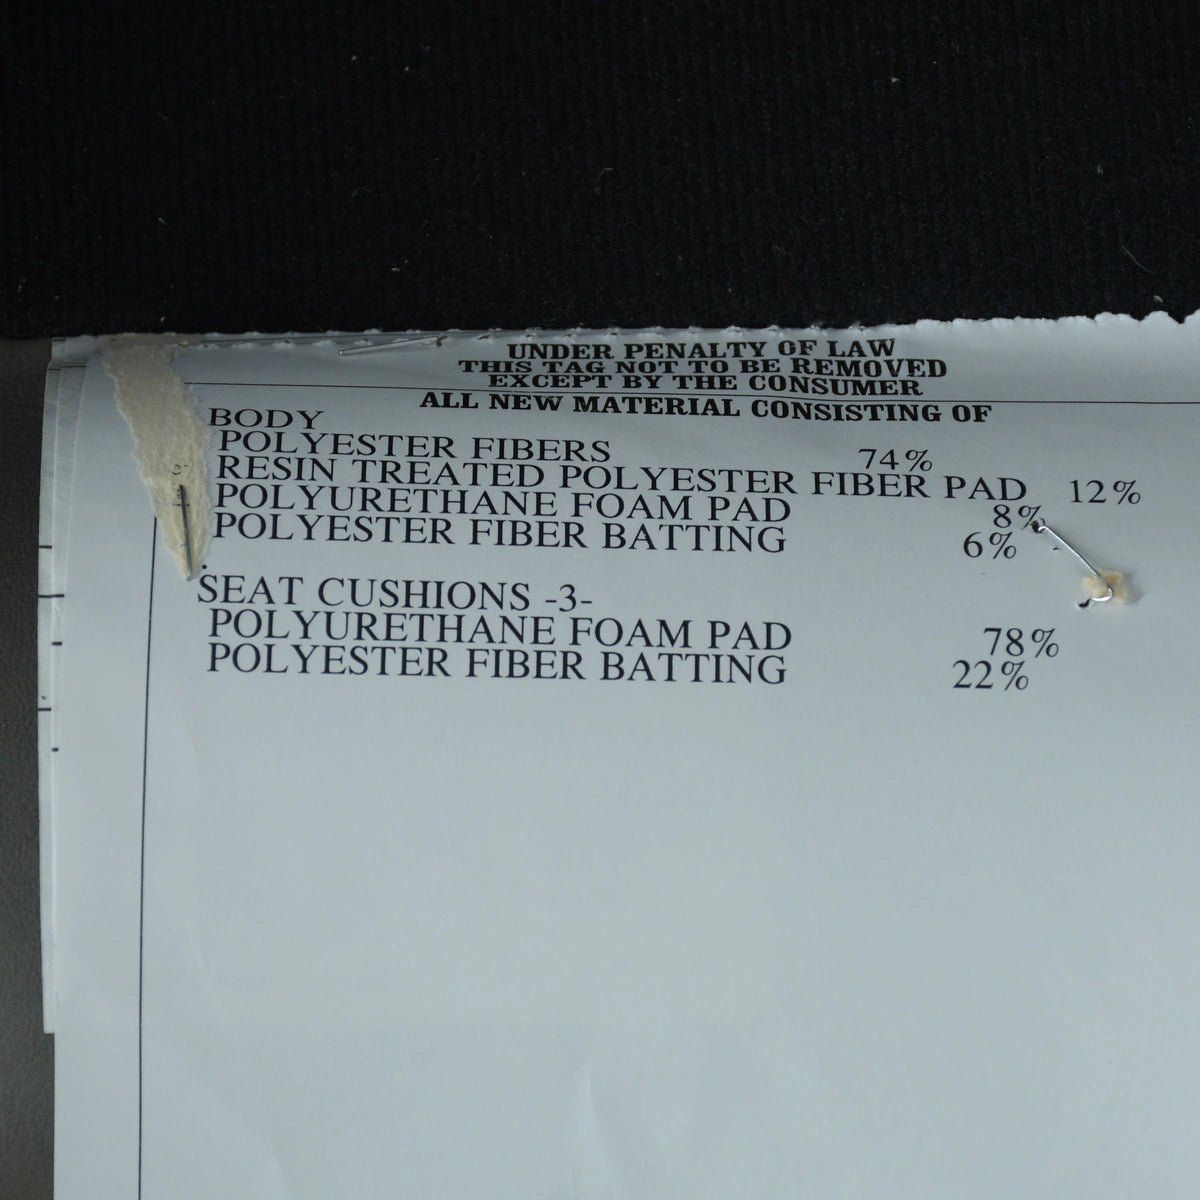 UNDER PENALTY OF LAW
THIS TAG NOT TO BE REMOVED
EXCEPT BY THE CONSUMER
ALL NEW MATERIAL CONSISTING OF
BODY
POLYESTER FIBERS 74%
RESIN TREATED POLYESTER FIBER PAD 12%
POLYURETHANE FOAM PAD 8%
POLYESTER FIBER BATTING 6%
SEAT CUSHIONS -3-
POLYURETHANE FOAM PAD 78%
POLYESTER FIBER BATTING 22%